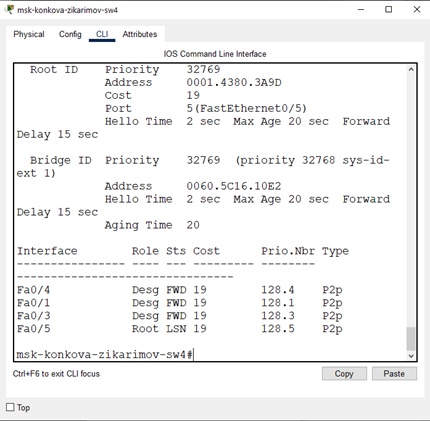 msk-konkova-zikarimov-sw4
Physical Config CLI Attributes
IOS Command Line Interface
Root ID Priority 32769
Address 0001.4380.3A9D
Cost 19
Port 5(FastEthernet0/5)
Hello Time 2 sec Max Age 20 sec Forward
Delay 15 sec
Bridge ID Priority 32769 (priority 32768 sys-id-
ext 1)
Address 0060.5C16.10E2
Hello Time 2 sec Max Age 20 sec Forward
Delay 15 sec
Aging Time 20
Interface Role Sts Cost Prio.Nbr Type
---------------- ---- --- --------- --------
--------------------------------
Fa0/4 Desg FWD 19 128.4 P2p
Fa0/1 Desg FWD 19 128.1 P2p
Fa0/3 Desg FWD 19 128.3 P2p
Fa0/5 Root LSN 19 128.5 P2p
msk-konkova-zikarimov-sw4#
Ctrl+F6 to exit CLI focus Copy Paste
Top